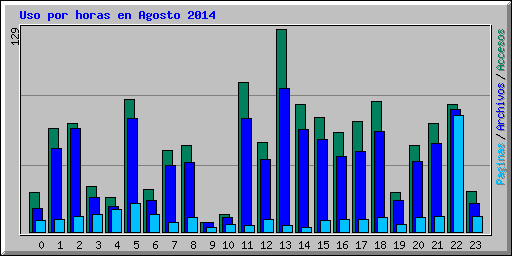 Uso por horas en Agosto 2014
129
Paginas / Archivos / Accesos
0 1 2 3 4 5 6 7 8 9 10 11 12 13 14 15 16 17 18 19 20 21 22 23